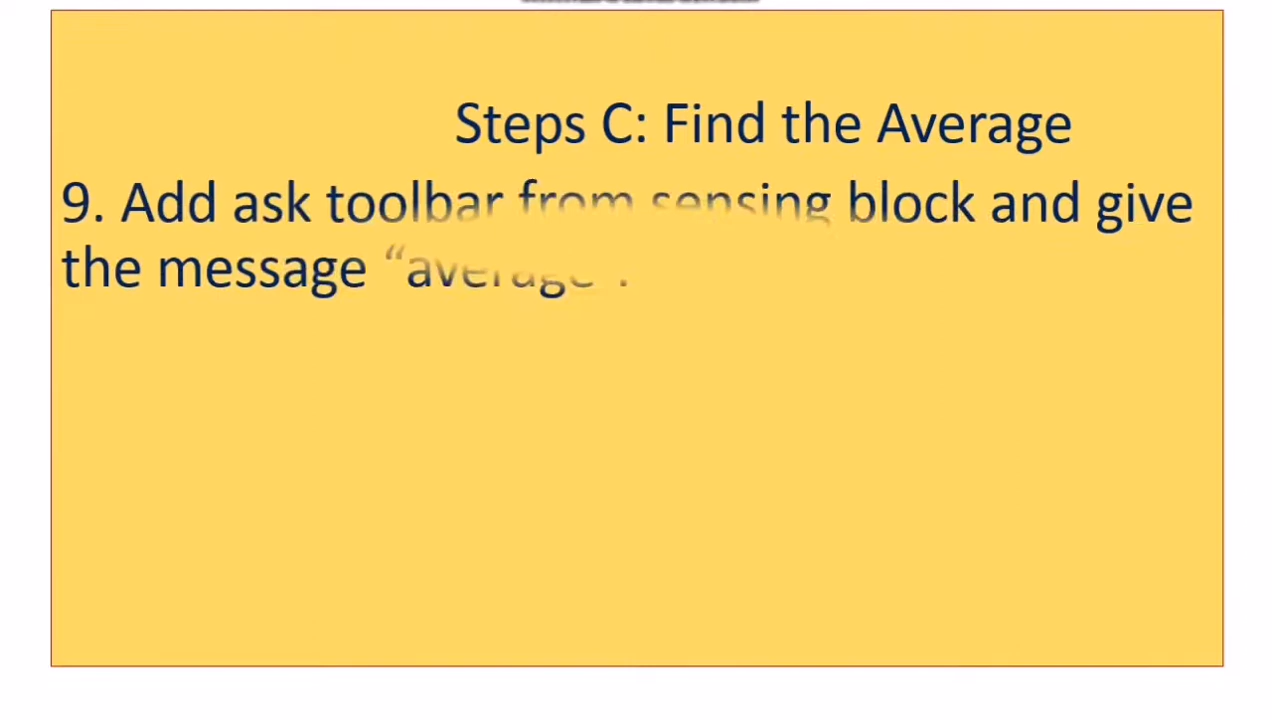 Steps C: Find the Average
9. Add ask toolbar from sensing block and give
the message “average”.